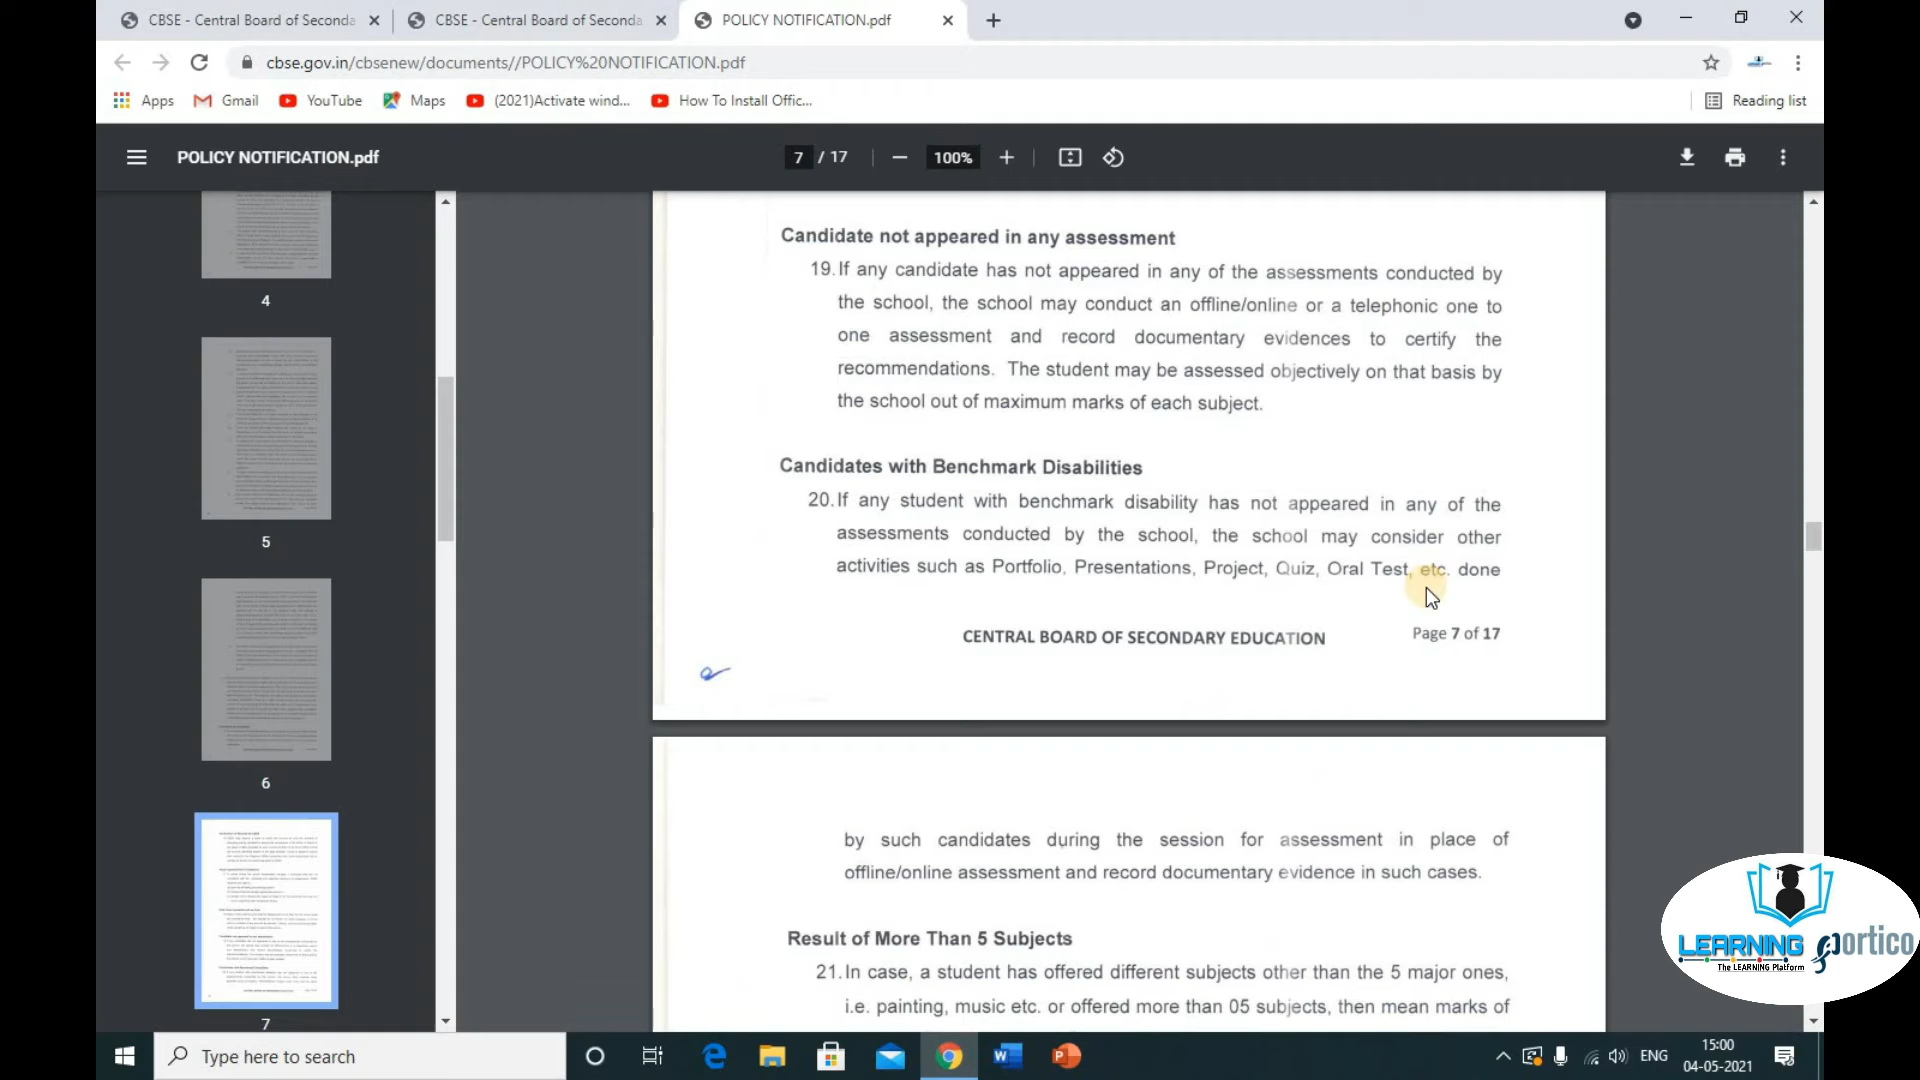 CBSE - Central Board of Seconda
CBSE - Central Board of Seconda
POLICY NOTIFICATION.pdf
cbse.gov.in/cbsenew/documents//POLICY%20NOTIFICATION.pdf
Apps
Gmail
YouTube
Maps
(2021)Activate wind...
How To Install Offic...
Reading list
POLICY NOTIFICATION.pdf
7 / 17
100%
4
5
6
7
Candidate not appeared in any assessment
19. If any candidate has not appeared in any of the assessments conducted by
the school, the school may conduct an offline/online or a telephonic one to
one assessment and record documentary evidences to certify the
recommendations. The student may be assessed objectively on that basis by
the school out of maximum marks of each subject.
Candidates with Benchmark Disabilities
20. If any student with benchmark disability has not appeared in any of the
assessments conducted by the school, the school may consider other
activities such as Portfolio, Presentations, Project, Quiz, Oral Test, etc. done
CENTRAL BOARD OF SECONDARY EDUCATION
Page 7 of 17
by such candidates during the session for assessment in place of
offline/online assessment and record documentary evidence in such cases.
Result of More Than 5 Subjects
21. In case, a student has offered different subjects other than the 5 major ones,
i.e. painting, music etc. or offered more than 05 subjects, then mean marks of
LEARNING portico
The LEARNING Platform
Type here to search
ENG
15:00
04-05-2021